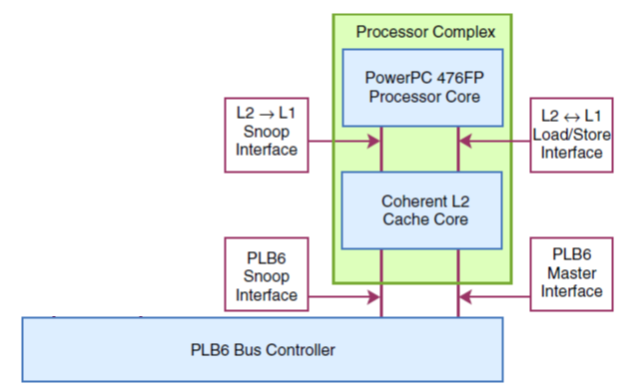 Processor Complex
PowerPC 476FP
Processor Core
L2 → L1
Snoop
Interface
L2 ↔ L1
Load/Store
Interface
Coherent L2
Cache Core
PLB6
Snoop
Interface
PLB6
Master
Interface
PLB6 Bus Controller